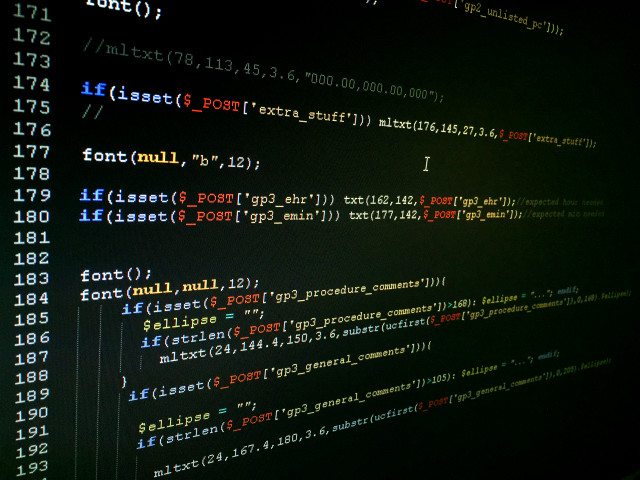 171 font();
'gp2_unlisted_pc']));
172
173 //mltxt(78,113,45,3.6,"000.00,000.00,000");
174
175 if(isset($_POST['extra_stuff'])) mltxt(176,145,27,3.6,$_POST['extra_stuff']);
176 //
177
178 font(null,"b",12);
179
180 if(isset($_POST['gp3_ehr'])) txt(162,142,$_POST['gp3_ehr']);//expected hour needed
181 if(isset($_POST['gp3_emin'])) txt(177,142,$_POST['gp3_emin']);//expected min needed
182
183 font();
184 font(null,null,12);
185 if(isset($_POST['gp3_procedure_comments'])){
186 $ellipse = "";
187 if(strlen($_POST['gp3_procedure_comments'])>168): $ellipse = "..."; endif;
188 mltxt(24,144.4,150,3.6,substr(ucfirst($_POST['gp3_procedure_comments']),0,168).$ellipse);
189 }
190 if(isset($_POST['gp3_general_comments'])){
191 $ellipse = "";
192 if(strlen($_POST['gp3_general_comments'])>105): $ellipse = "..."; endif;
193 mltxt(24,167.4,180,3.6,substr(ucfirst($_POST['gp3_general_comments']),0,205).$ellipse);